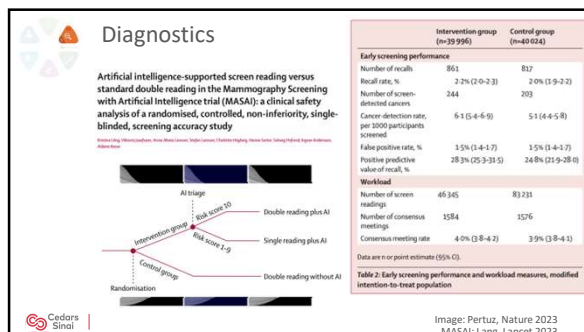 Diagnostics
Artificial intelligence-supported screen reading versus
standard double reading in the Mammography Screening
with Artificial Intelligence trial (MASAI): a clinical safety
analysis of a randomised, controlled, non-inferiority, single-
blinded, screening accuracy study
AI triage
Intervention group
Risk score 10
Risk score 1-9
Control group
Randomisation
Double reading plus AI
Single reading plus AI
Double reading without AI
Intervention group Control group
(n=39 996) (n=40 024)
Early screening performance
Number of recalls 861 817
Recall rate, % 2·2% (2·0–2·3) 2·0% (1·9–2·2)
Number of screen- 244 203
detected cancers
Cancer-detection rate, 6·1 (5·4–6·9) 5·1 (4·4–5·8)
per 1000 participants
screened
False positive rate, % 1·5% (1·4–1·7) 1·5% (1·4–1·7)
Positive predictive 28·3% (25·3–31·5) 24·8% (21·9–28·0)
value of recall, %
Workload
Number of screen 46 345 83 231
readings
Number of consensus 1584 1576
meetings
Consensus meeting rate 4·0% (3·8–4·2) 3·9% (3·8–4·1)
Data are n or point estimate (95% CI).
Table 2: Early screening performance and workload measures, modified
intention-to-treat population
Cedars
Sinai
Image: Pertuz, Nature 2023
MASAI: Lang, Lancet 2023